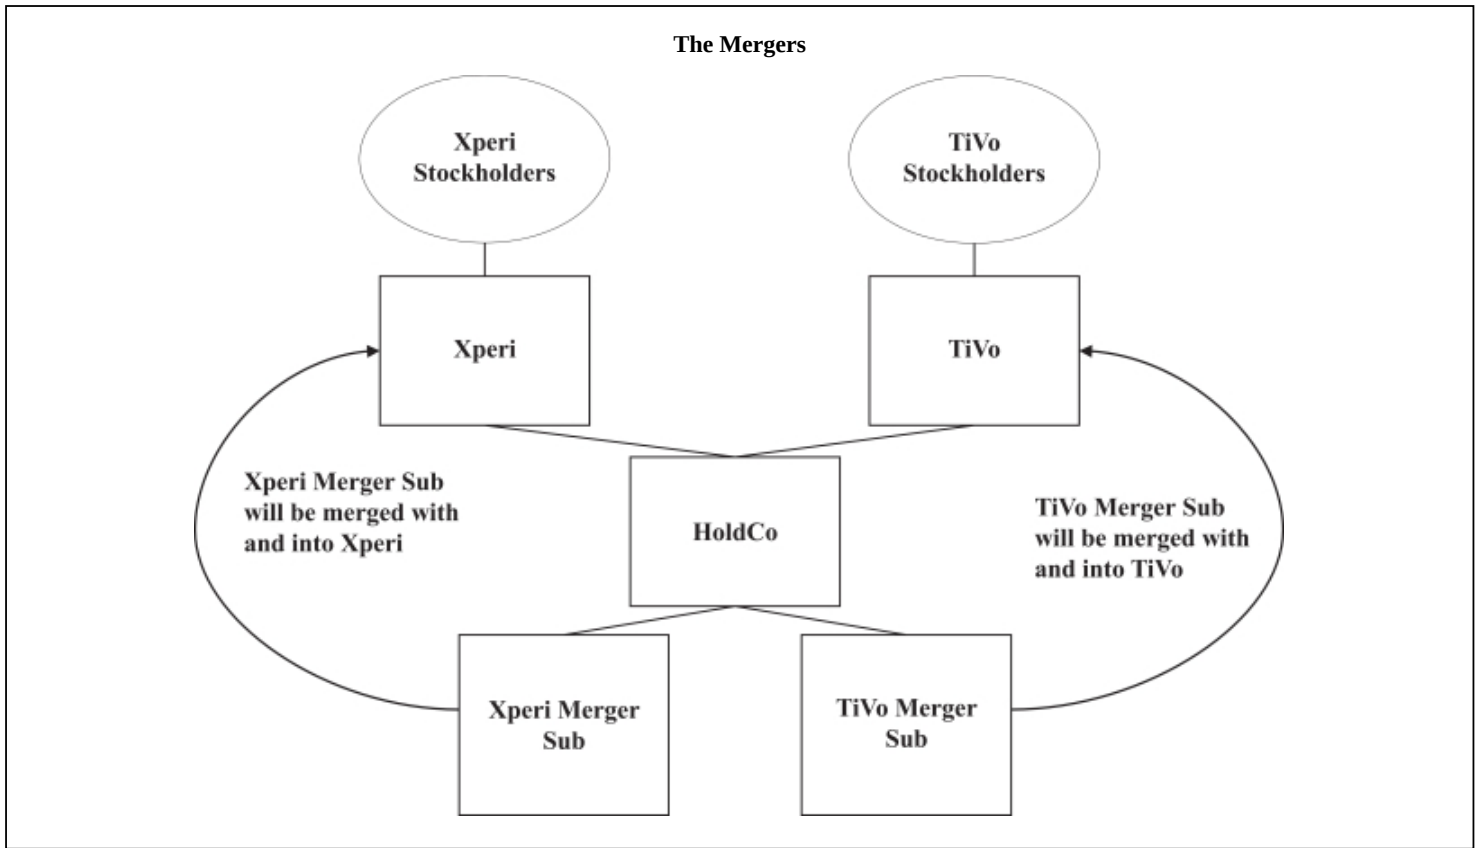 The Mergers
Xperi
Stockholders
TiVo
Stockholders
Xperi
TiVo
Xperi Merger Sub
will be merged with
and into Xperi
HoldCo
TiVo Merger Sub
will be merged with
and into TiVo
Xperi Merger
Sub
TiVo Merger
Sub